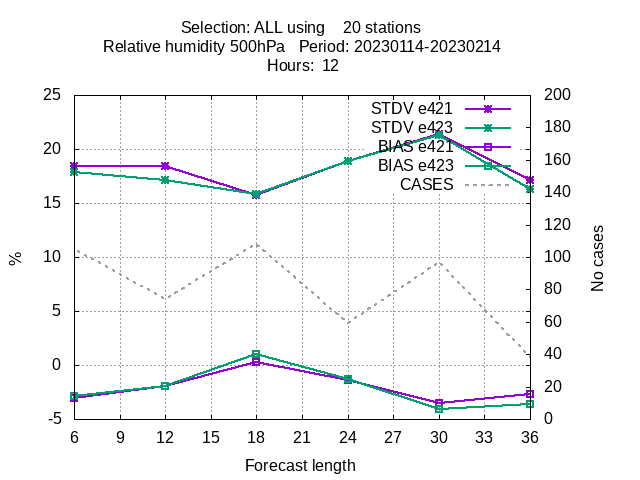 Selection: ALL using    20 stations
Relative humidity 500hPa   Period: 20230114-20230214
Hours:  12
25
20
15
10
5
0
-5
%
200
180
160
140
120
100
80
60
40
20
0
No cases
STDV e421
STDV e423
BIAS e421
BIAS e423
CASES
6 9 12 15 18 21 24 27 30 33 36
Forecast length